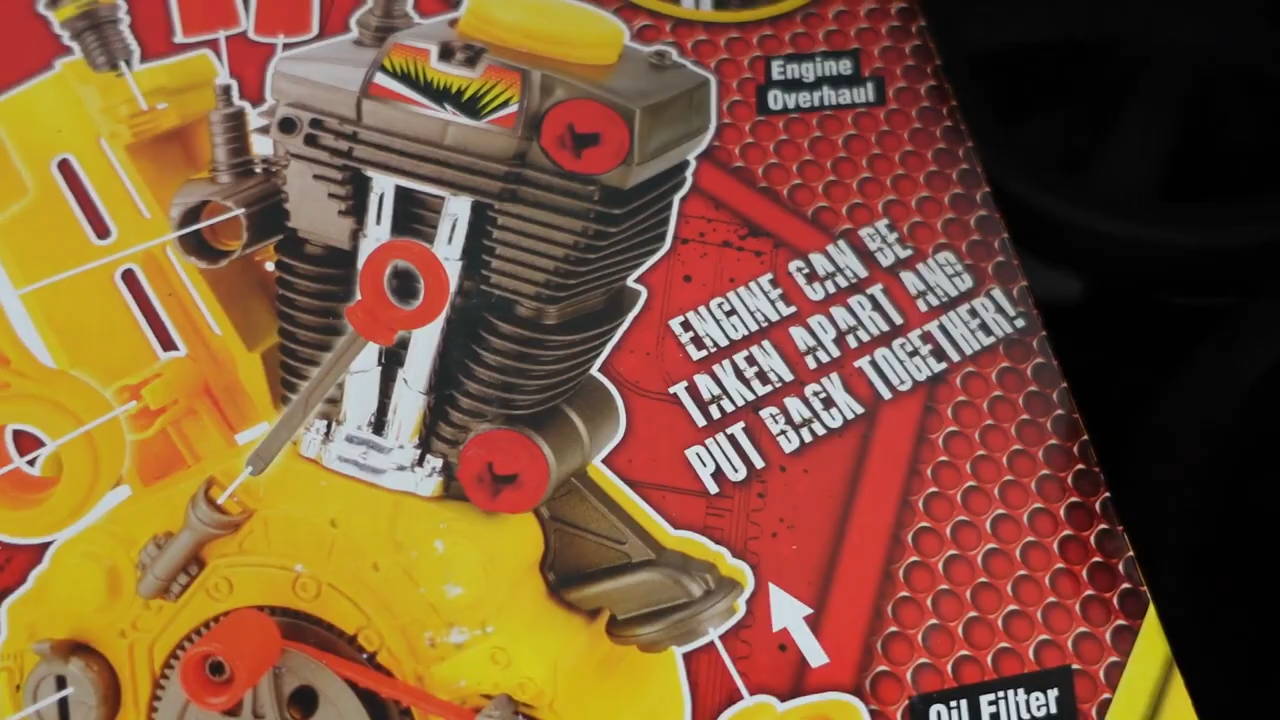 Engine
Overhaul
ENGINE CAN BE
TAKEN APART AND
PUT BACK TOGETHER!
Oil Filter